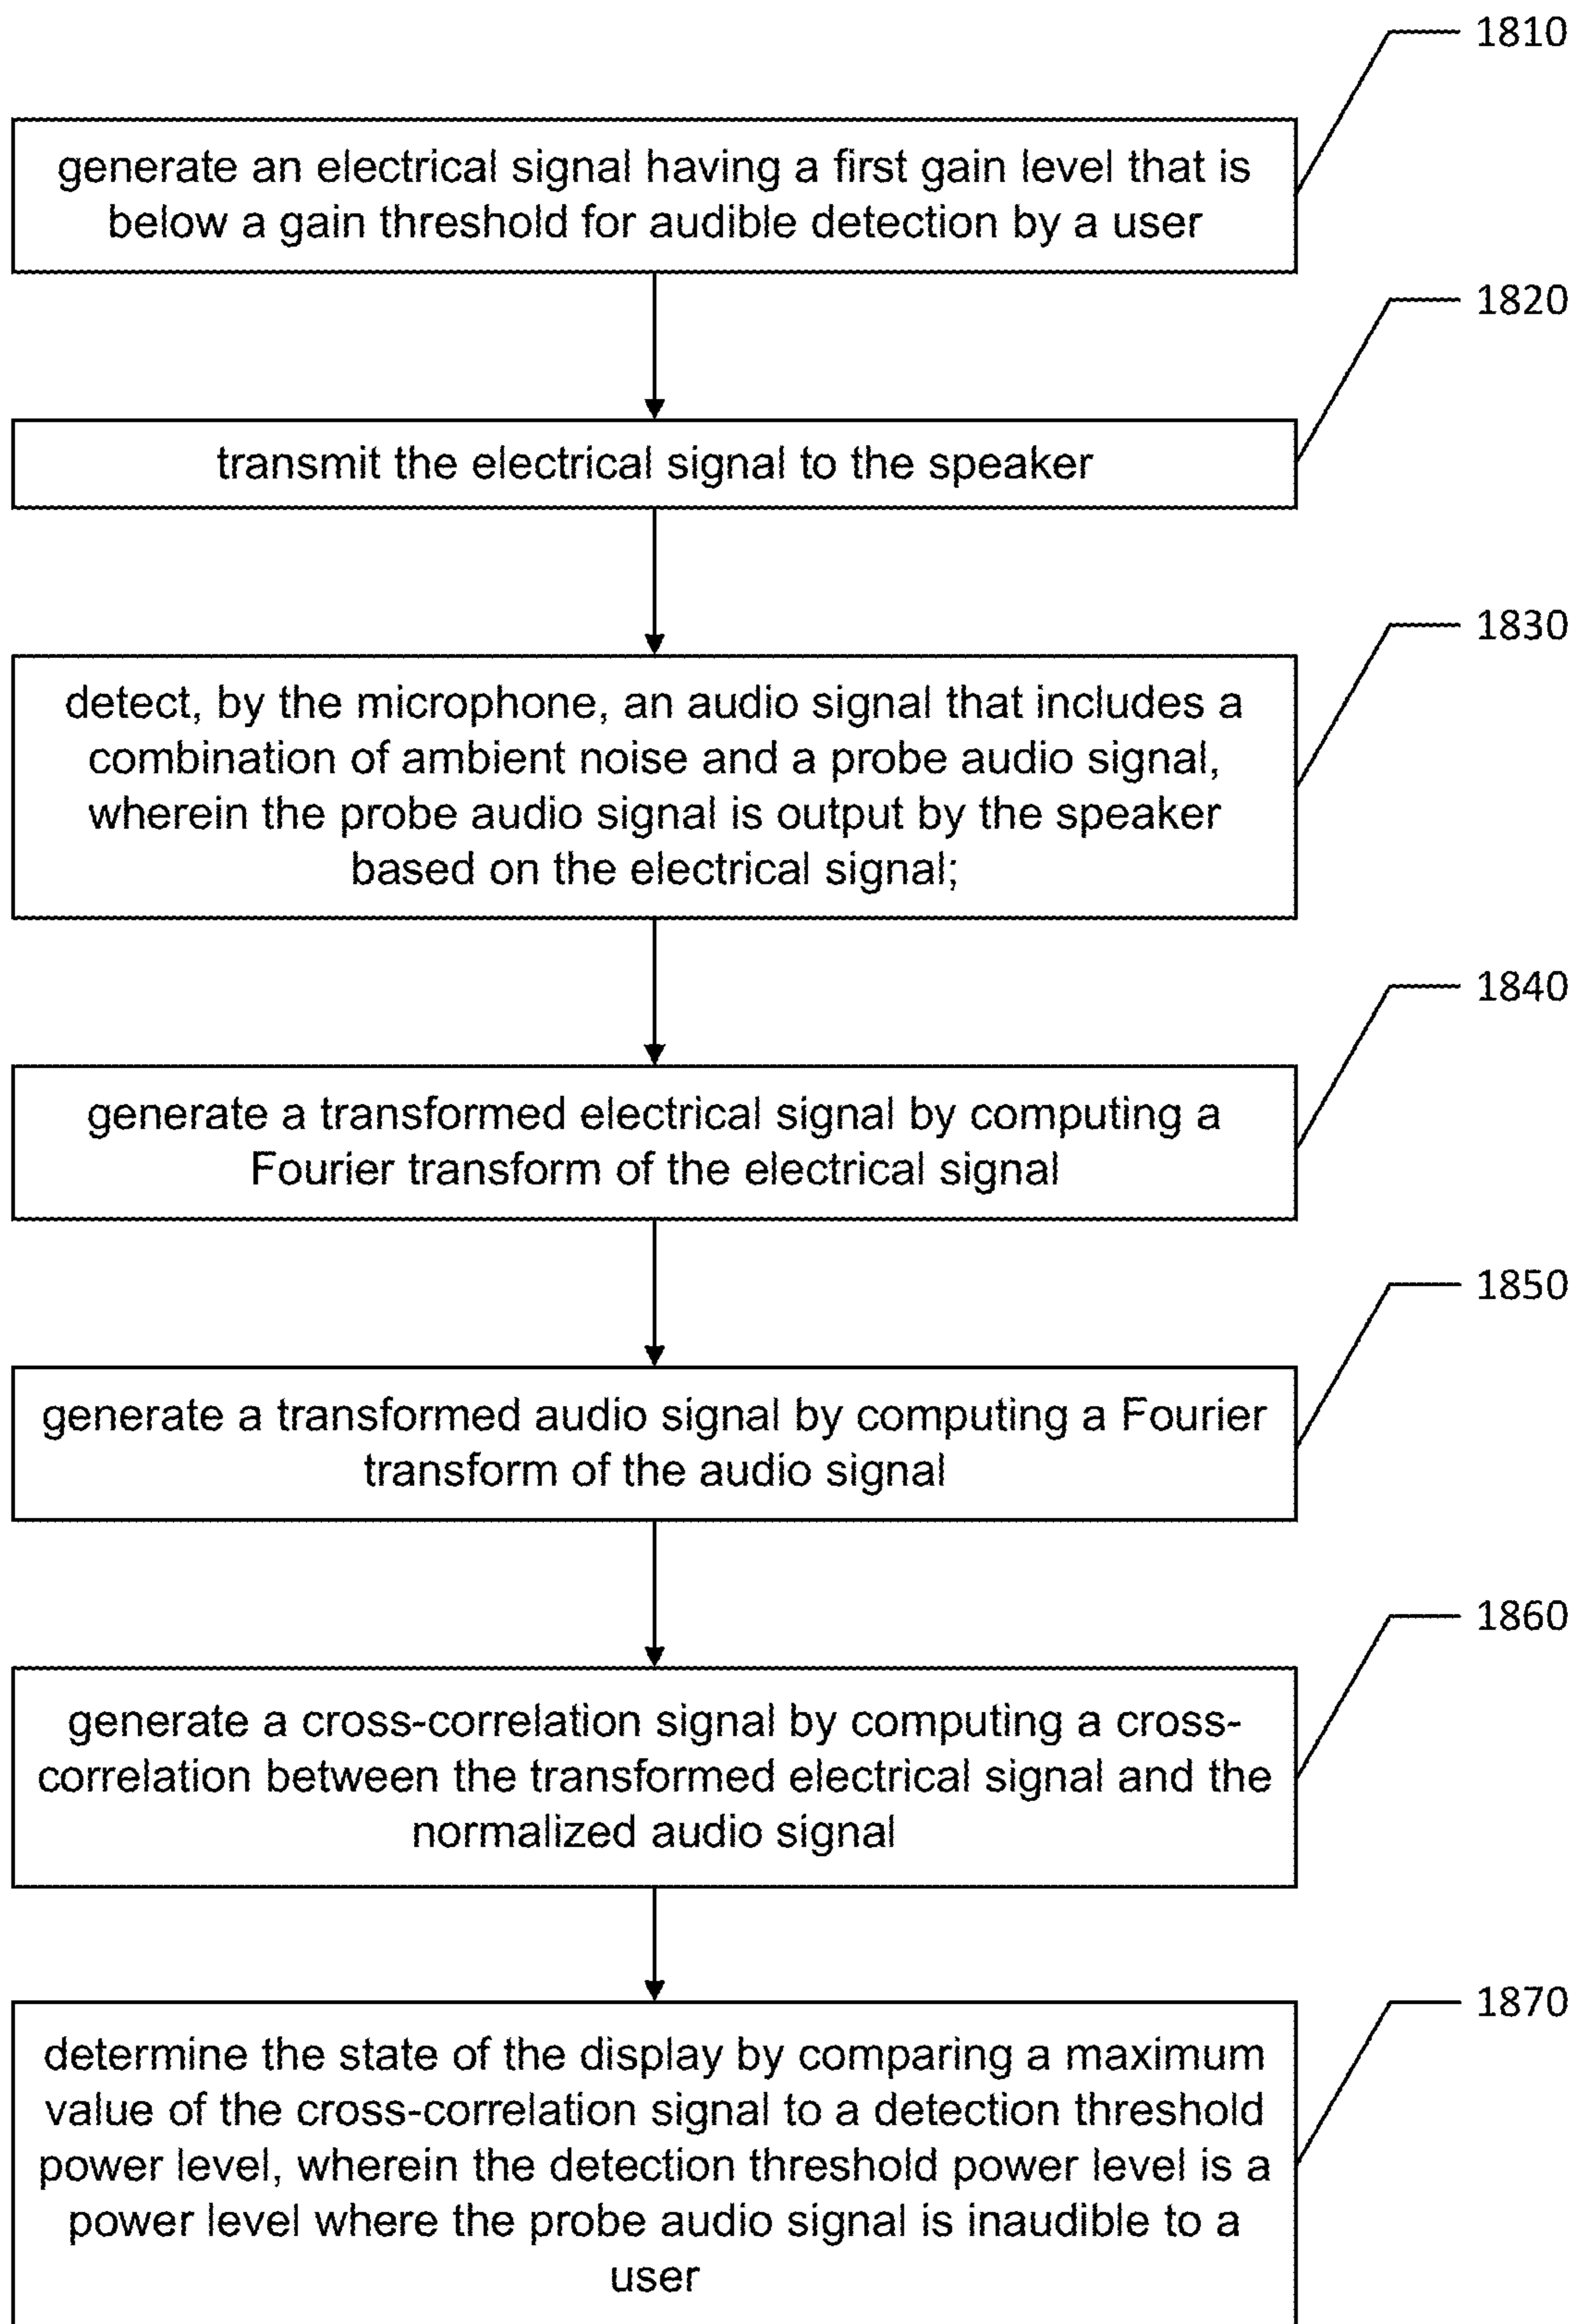 1810
generate an electrical signal having a first gain level that is
below a gain threshold for audible detection by a user
1820
transmit the electrical signal to the speaker
1830
detect, by the microphone, an audio signal that includes a
combination of ambient noise and a probe audio signal,
wherein the probe audio signal is output by the speaker
based on the electrical signal;
1840
generate a transformed electrical signal by computing a
Fourier transform of the electrical signal
1850
generate a transformed audio signal by computing a Fourier
transform of the audio signal
1860
generate a cross-correlation signal by computing a cross-
correlation between the transformed electrical signal and the
normalized audio signal
1870
determine the state of the display by comparing a maximum
value of the cross-correlation signal to a detection threshold
power level, wherein the detection threshold power level is a
power level where the probe audio signal is inaudible to a
user